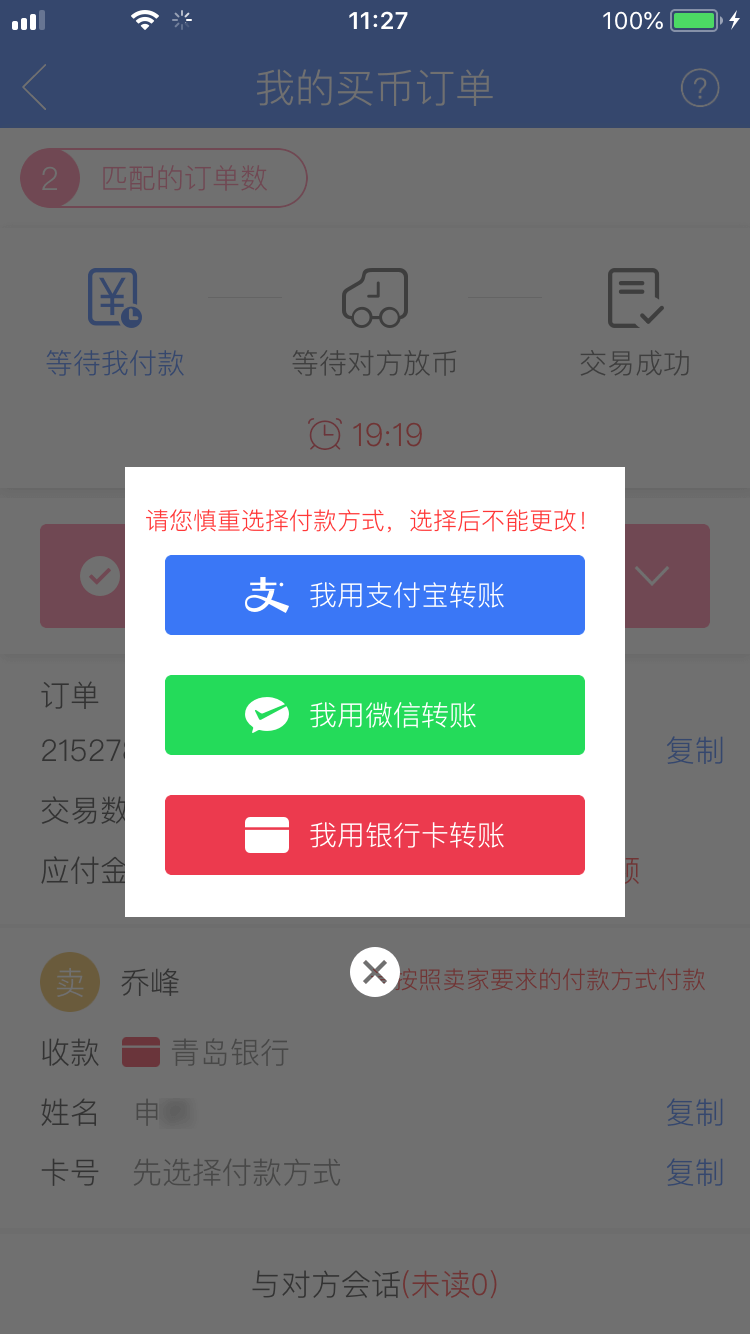 11:27
100%
我的买币订单
?
2 匹配的订单数
等待我付款 等待对方放币 交易成功
19:19
请您慎重选择付款方式，选择后不能更改！
我用支付宝转账
我用微信转账
我用银行卡转账
订单
21527 复制
交易数
应付金
卖 乔峰 按照卖家要求的付款方式付款
收款 青岛银行
姓名 申 复制
卡号 先选择付款方式 复制
与对方会话(未读0)